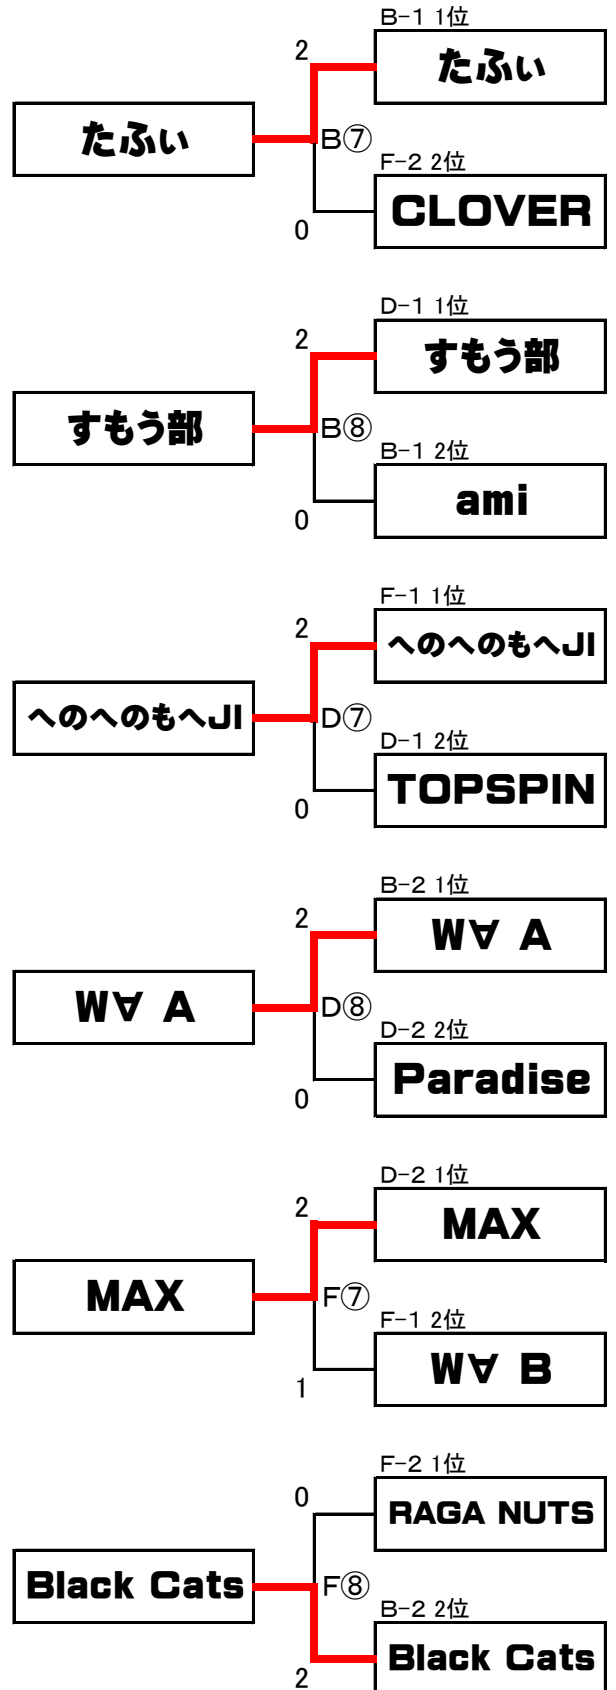 B-1 1位
2
たふぃ
たふぃ
B⑦
F-2 2位
CLOVER
0
D-1 1位
2
すもう部
すもう部
B⑧
B-1 2位
ami
0
F-1 1位
2
へのへのもへJI
へのへのもへJI
D⑦
D-1 2位
TOPSPIN
0
B-2 1位
2
W∀ A
W∀ A
D⑧
D-2 2位
Paradise
0
D-2 1位
2
MAX
MAX
F⑦
F-1 2位
W∀ B
1
F-2 1位
0
RAGA NUTS
Black Cats
F⑧
B-2 2位
Black Cats
2